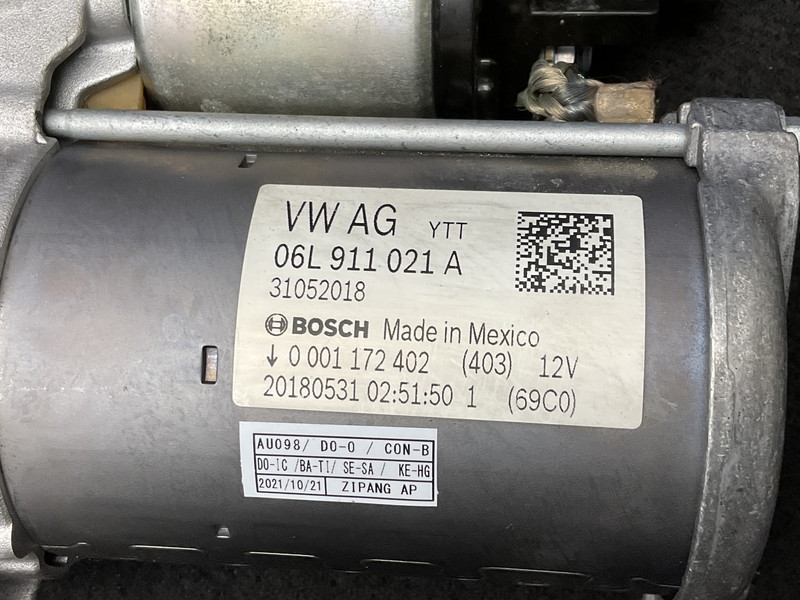 VW AG YTT
06L 911 021 A
31052018
BOSCH Made in Mexico
↓ 0 001 172 402 (403) 12V
20180531 02:51:50 1 (69C0)
AU098/ DO-O / CON-B
DO-IC /BA-TI/ SE-SA / KE-HG
2021/10/21 ZIPANG AP